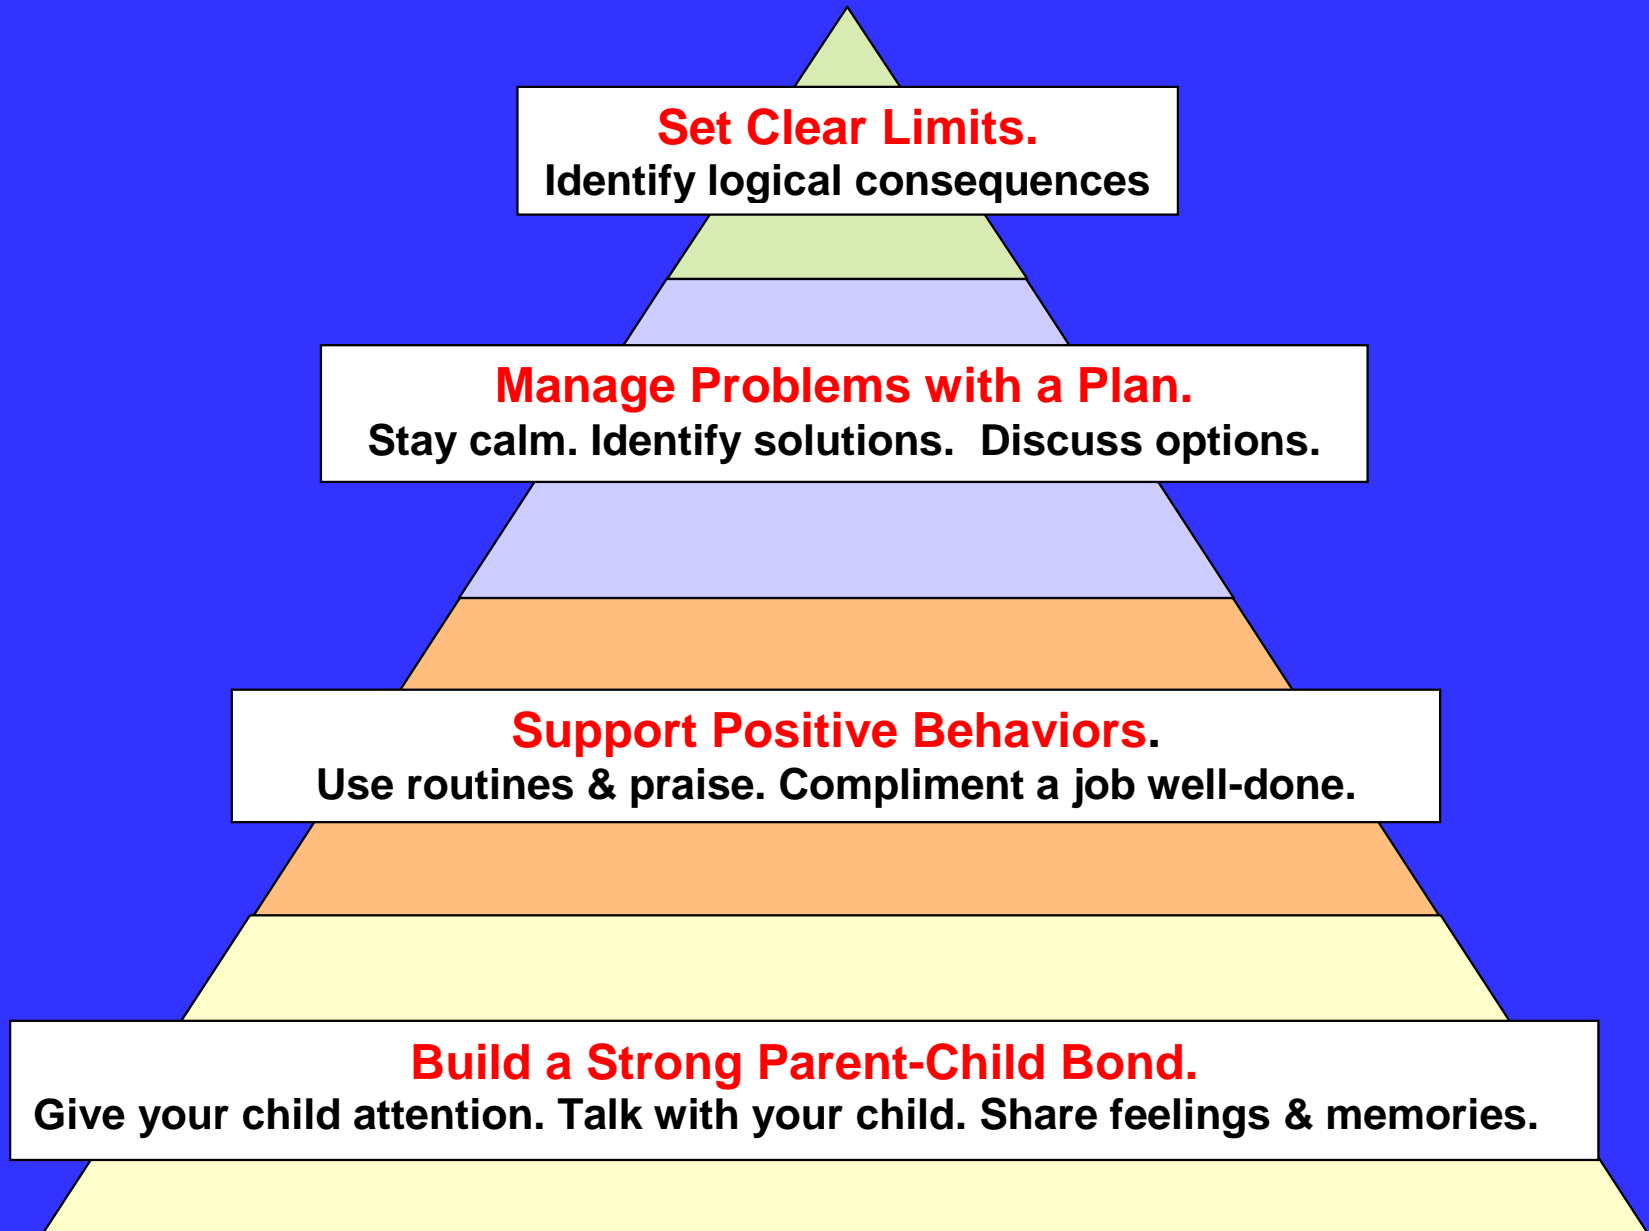 Set Clear Limits.
Identify logical consequences
Manage Problems with a Plan.
Stay calm. Identify solutions.  Discuss options.
Support Positive Behaviors.
Use routines & praise. Compliment a job well-done.
Build a Strong Parent-Child Bond.
Give your child attention. Talk with your child. Share feelings & memories.